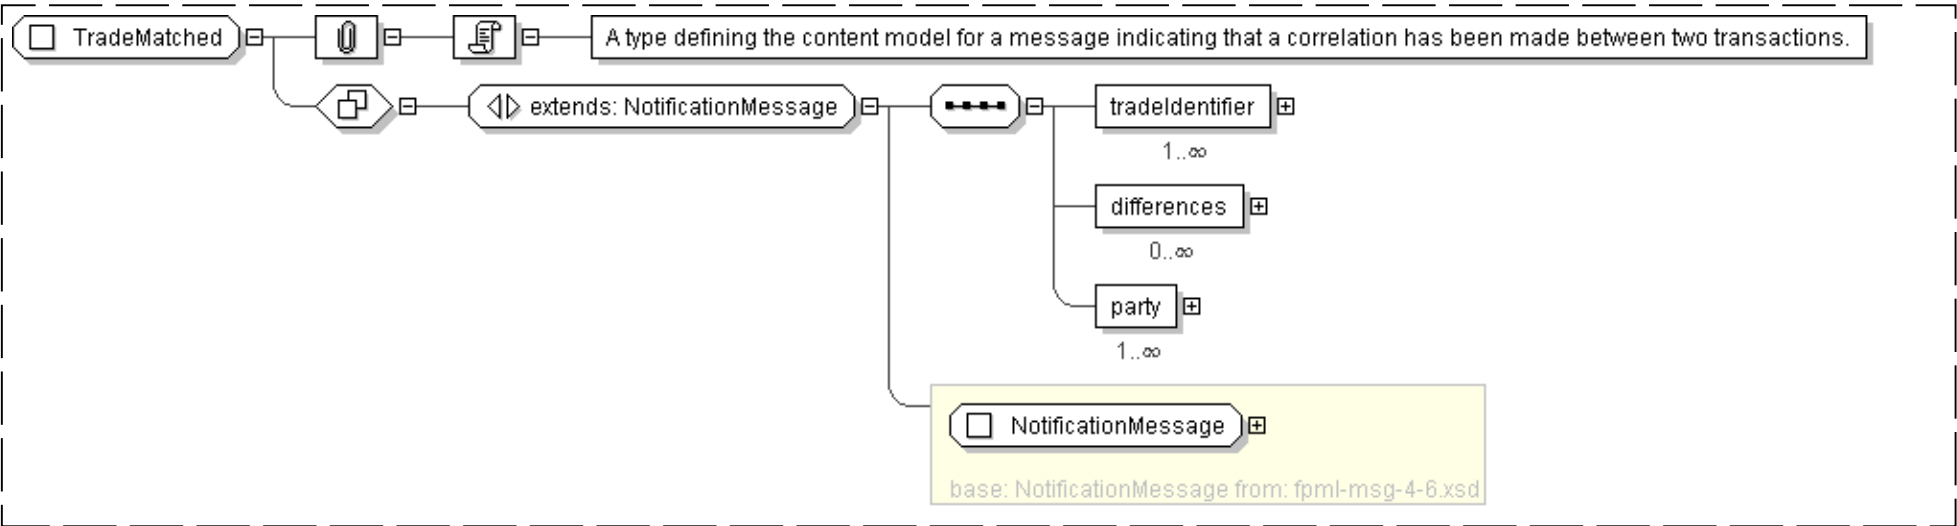 TradeMatched
A type defining the content model for a message indicating that a correlation has been made between two transactions.
extends: NotificationMessage
tradeIdentifier
1..∞
differences
0..∞
party
1..∞
NotificationMessage
base: NotificationMessage from: fpml-msg-4-6.xsd